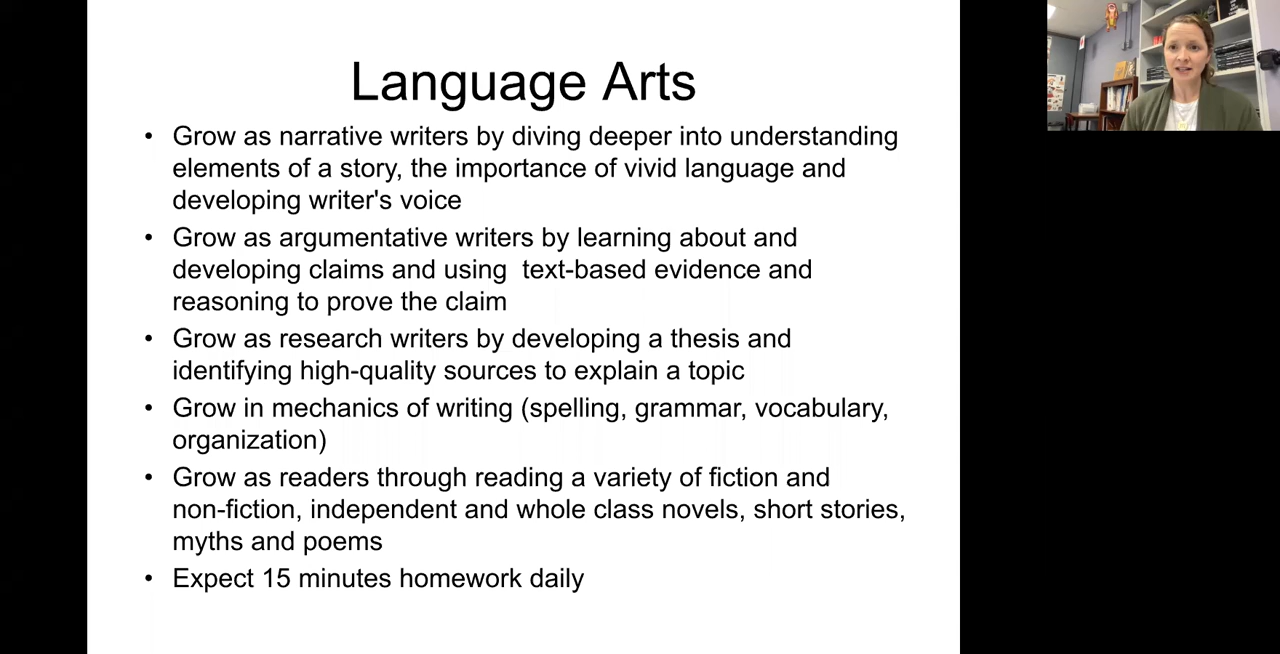 Language Arts
• Grow as narrative writers by diving deeper into understanding
elements of a story, the importance of vivid language and
developing writer's voice
• Grow as argumentative writers by learning about and
developing claims and using  text-based evidence and
reasoning to prove the claim
• Grow as research writers by developing a thesis and
identifying high-quality sources to explain a topic
• Grow in mechanics of writing (spelling, grammar, vocabulary,
organization)
• Grow as readers through reading a variety of fiction and
non-fiction, independent and whole class novels, short stories,
myths and poems
• Expect 15 minutes homework daily